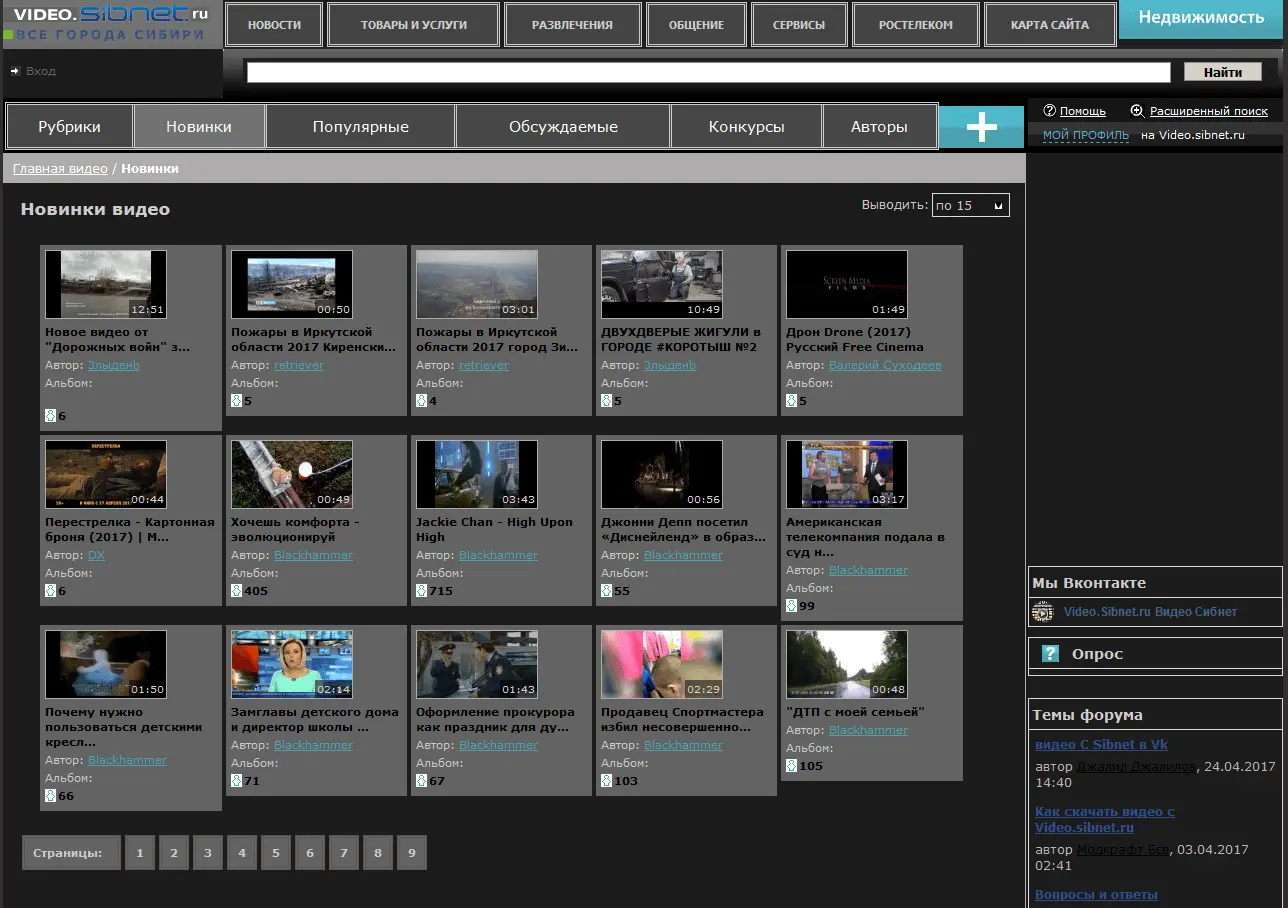 VIDEO.sibnet.ru
ВСЕ ГОРОДА СИБИРИ
НОВОСТИ
ТОВАРЫ И УСЛУГИ
РАЗВЛЕЧЕНИЯ
ОБЩЕНИЕ
СЕРВИСЫ
РОСТЕЛЕКОМ
КАРТА САЙТА
Недвижимость
Вход
Найти
Рубрики
Новинки
Популярные
Обсуждаемые
Конкурсы
Авторы
Помощь
Расширенный поиск
МОЙ ПРОФИЛЬ на Video.sibnet.ru
Главная видео / Новинки
Новинки видео
Выводить: по 15
12:51
Новое видео от
"Дорожных войн" з...
Автор: Злыденb
Альбом:
6
00:50
Пожары в Иркутской
области 2017 Киренски...
Автор: retriever
Альбом:
5
03:01
Пожары в Иркутской
области 2017 город Зи...
Автор: retriever
Альбом:
4
10:49
ДВУХДВЕРЫЕ ЖИГУЛИ в
ГОРОДЕ #КОРОТЫШ №2
Автор: Злыденb
Альбом:
5
SCREEN MEDIA
FILMS
01:49
Дрон Drone (2017)
Русский Free Cinema
Автор: Валерий Суходеев
Альбом:
5
ПЕРЕСТРЕЛКА
00:44
Перестрелка - Картонная
броня (2017) | М...
Автор: DX
Альбом:
6
00:49
Хочешь комфорта -
эволюционируй
Автор: Blackhammer
Альбом:
405
03:43
Jackie Chan - High Upon
High
Автор: Blackhammer
Альбом:
715
00:56
Джонни Депп посетил
«Диснейленд» в образ...
Автор: Blackhammer
Альбом:
55
03:17
Американская
телекомпания подала в
суд н...
Автор: Blackhammer
Альбом:
99
01:50
Почему нужно
пользоваться детскими
кресл...
Автор: Blackhammer
Альбом:
66
02:14
Замглавы детского дома
и директор школы ...
Автор: Blackhammer
Альбом:
71
01:43
Оформление прокурора
как праздник для ду...
Автор: Blackhammer
Альбом:
67
02:29
Продавец Спортмастера
избил несовершенно...
Автор: Blackhammer
Альбом:
103
00:48
"ДТП с моей семьей"
Автор: Blackhammer
Альбом:
105
Страницы: 1 2 3 4 5 6 7 8 9
Мы Вконтакте
Video.Sibnet.ru Видео Сибнет
? Опрос
Темы форума
видео С Sibnet в Vk
автор Джалил Джалилов, 24.04.2017
14:40
Как скачать видео с
Video.sibnet.ru
автор Модкрафт Есв, 03.04.2017
02:41
Вопросы и ответы